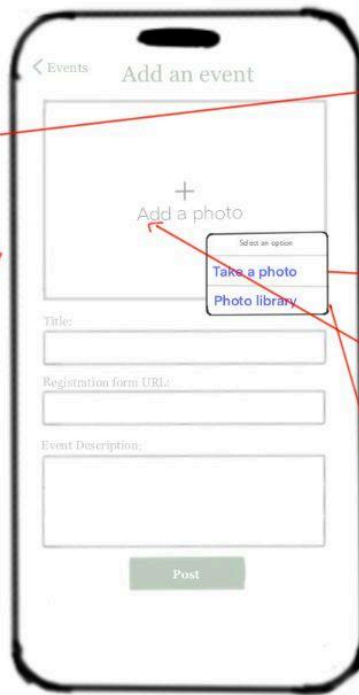 Events
Add an event
+
Add a photo
Select an option
Take a photo
Photo library
Title:
Registration form URL:
Event Description:
Post